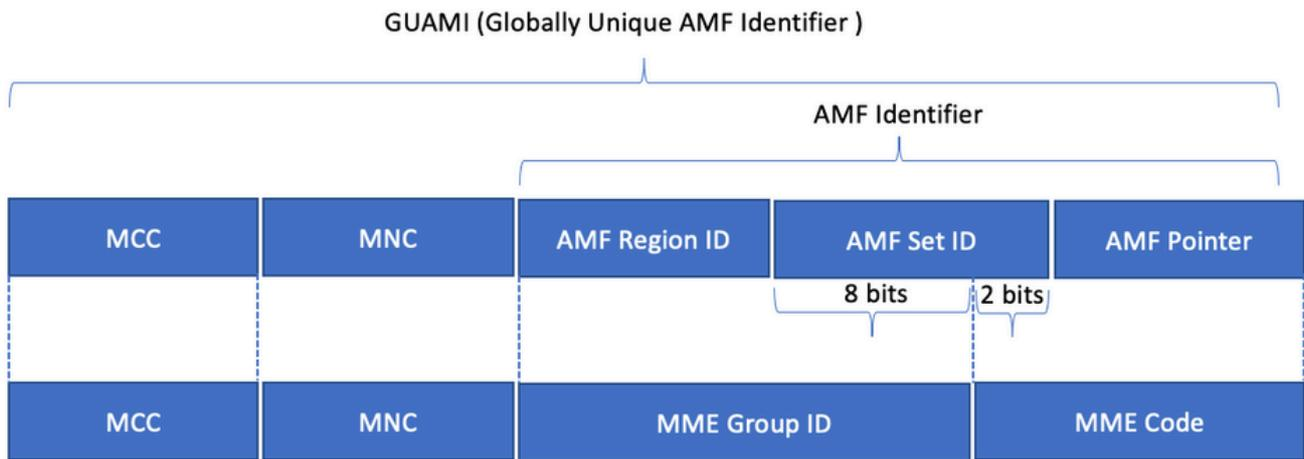 GUAMI (Globally Unique AMF Identifier )
AMF Identifier
MCC MNC AMF Region ID AMF Set ID AMF Pointer
8 bits 2 bits
MCC MNC MME Group ID MME Code